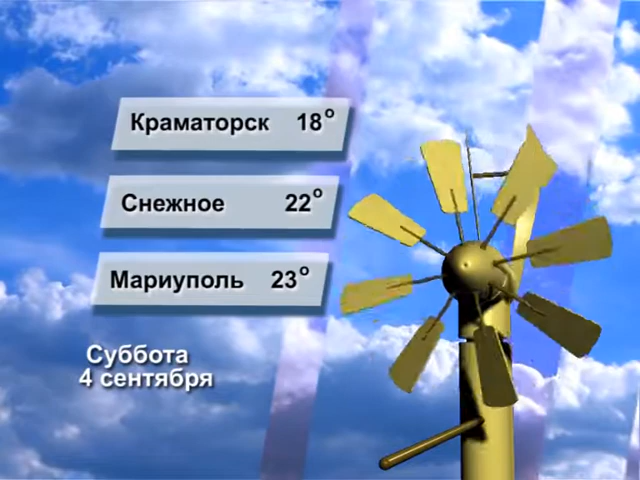 Краматорск 18°
Снежное 22°
Мариуполь 23°
Суббота
4 сентября